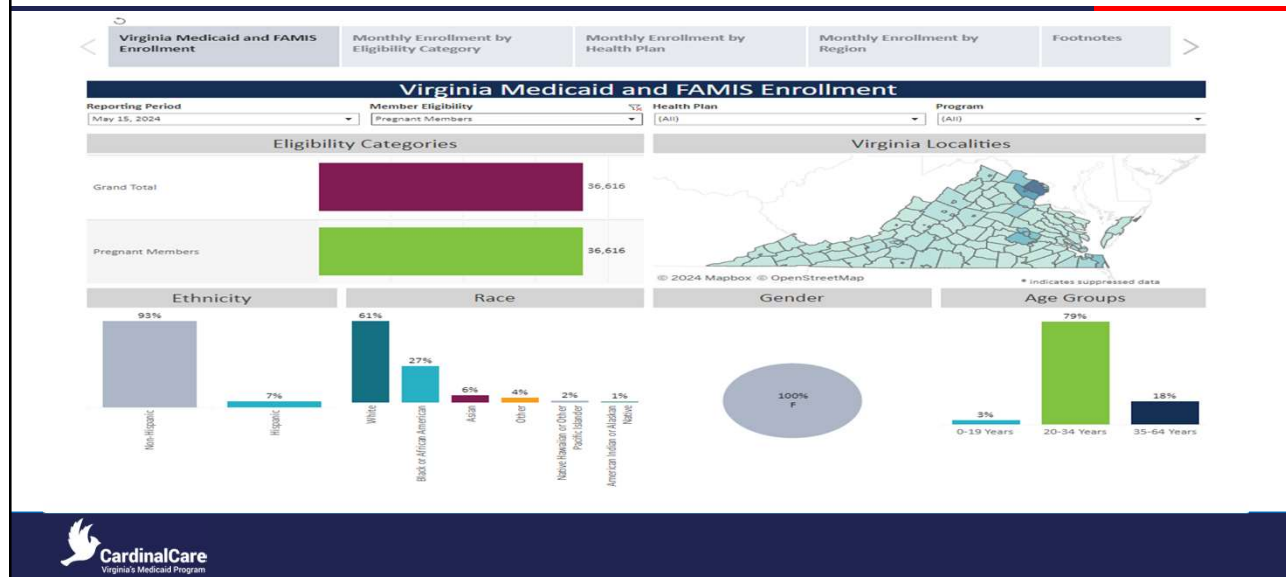 Virginia Medicaid and FAMIS
Enrollment
Monthly Enrollment by
Eligibility Category
Monthly Enrollment by
Health Plan
Monthly Enrollment by
Region
Footnotes
Virginia Medicaid and FAMIS Enrollment
Reporting Period
Member Eligibility
Health Plan
Program
May 15, 2024
Pregnant Members
(All)
(All)
Eligibility Categories
Virginia Localities
Grand Total
36,616
Pregnant Members
36,616
© 2024 Mapbox © OpenStreetMap
* indicates suppressed data
Ethnicity
Race
Gender
Age Groups
93%
7%
Non-Hispanic
Hispanic
61%
27%
6%
4%
2%
1%
White
Black or African American
Asian
Other
Native Hawaiian or Other
Pacific Islander
American Indian or Alaskan
Native
100%
F
3%
79%
18%
0-19 Years
20-34 Years
35-64 Years
CardinalCare
Virginia's Medicaid Program